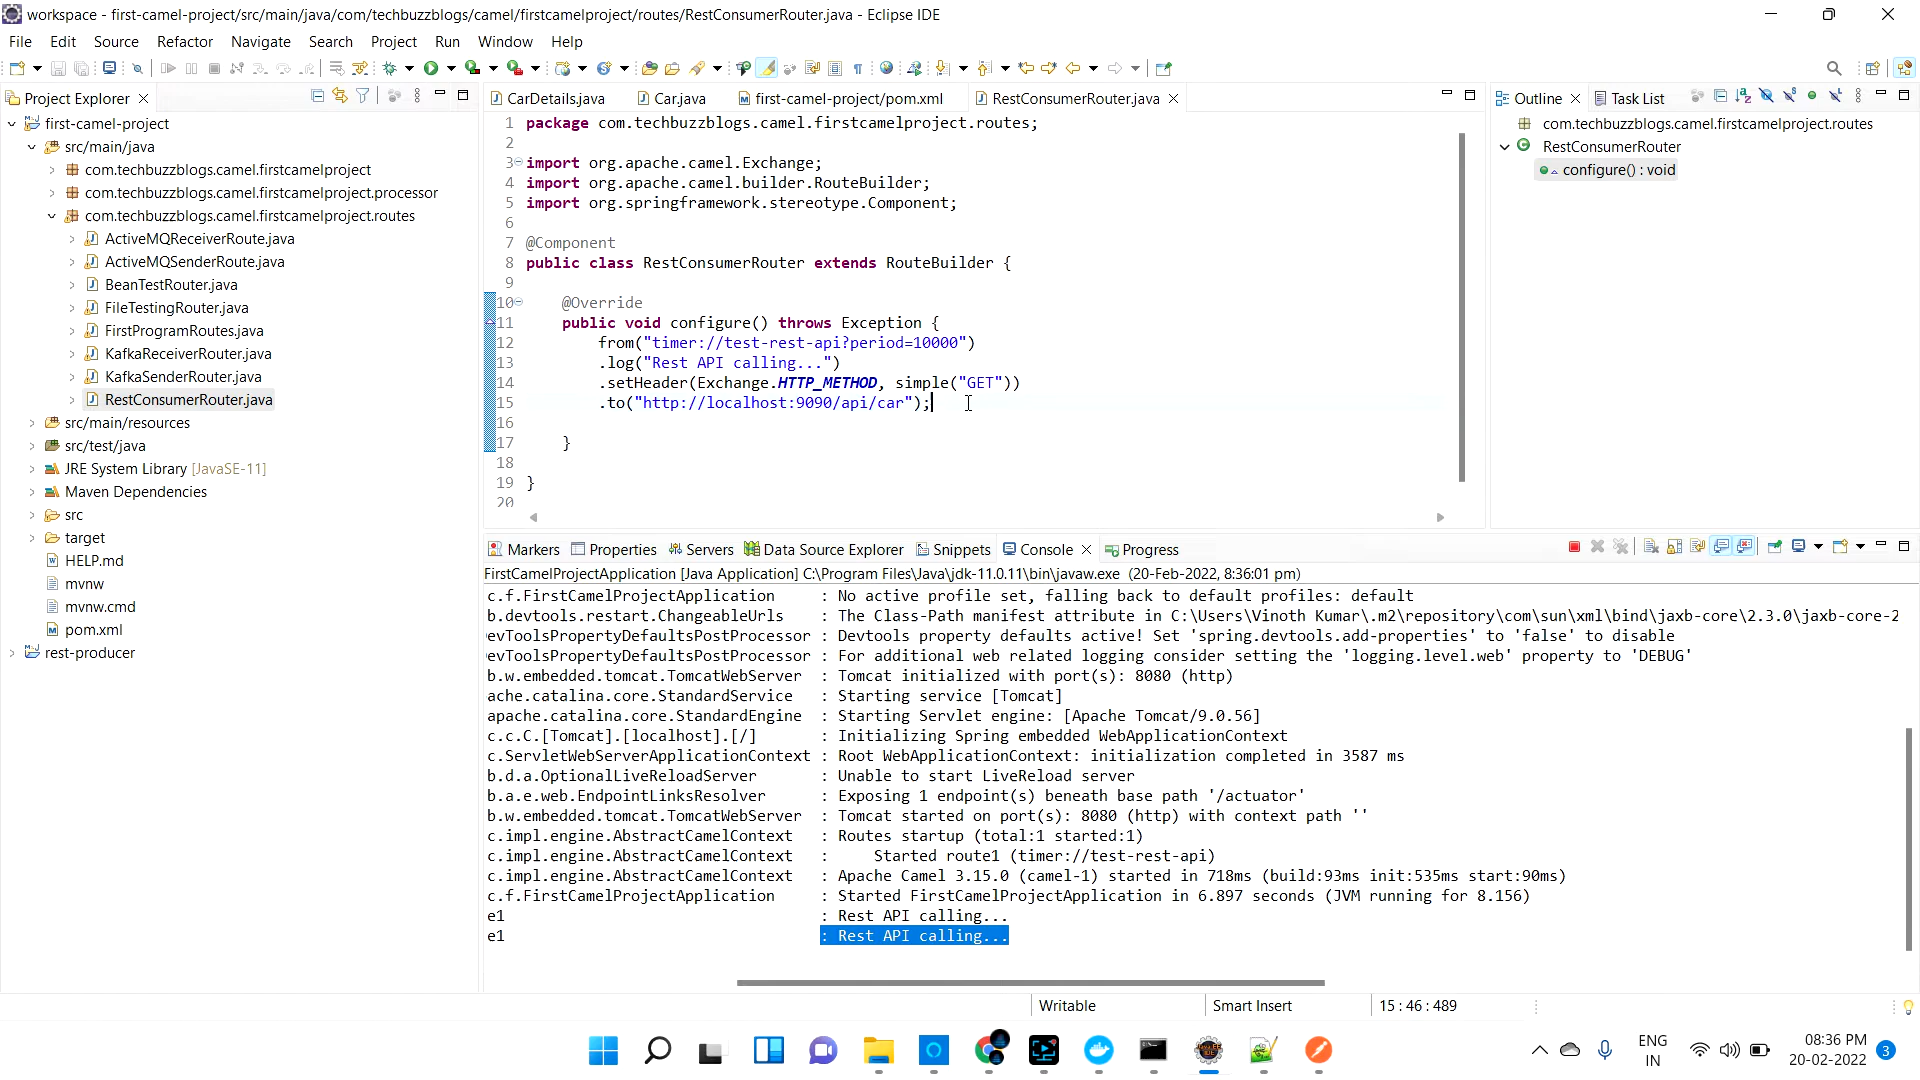 workspace - first-camel-project/src/main/java/com/techbuzzblogs/camel/firstcamelproject/routes/RestConsumerRouter.java - Eclipse IDE
File Edit Source Refactor Navigate Search Project Run Window Help
Project Explorer
first-camel-project
src/main/java
com.techbuzzblogs.camel.firstcamelproject
com.techbuzzblogs.camel.firstcamelproject.processor
com.techbuzzblogs.camel.firstcamelproject.routes
ActiveMQReceiverRoute.java
ActiveMQSenderRoute.java
BeanTestRouter.java
FileTestingRouter.java
FirstProgramRoutes.java
KafkaReceiverRouter.java
KafkaSenderRouter.java
RestConsumerRouter.java
src/main/resources
src/test/java
JRE System Library [JavaSE-11]
Maven Dependencies
src
target
HELP.md
mvnw
mvnw.cmd
pom.xml
rest-producer
CarDetails.java Car.java first-camel-project/pom.xml RestConsumerRouter.java
1 package com.techbuzzblogs.camel.firstcamelproject.routes;
2
3 import org.apache.camel.Exchange;
4 import org.apache.camel.builder.RouteBuilder;
5 import org.springframework.stereotype.Component;
6
7 @Component
8 public class RestConsumerRouter extends RouteBuilder {
9
10 @Override
11 public void configure() throws Exception {
12 from("timer://test-rest-api?period=10000")
13 .log("Rest API calling...")
14 .setHeader(Exchange.HTTP_METHOD, simple("GET"))
15 .to("http://localhost:9090/api/car");
16
17 }
18
19 }
20
Outline Task List
com.techbuzzblogs.camel.firstcamelproject.routes
RestConsumerRouter
configure() : void
Markers Properties Servers Data Source Explorer Snippets Console Progress
FirstCamelProjectApplication [Java Application] C:\Program Files\Java\jdk-11.0.11\bin\javaw.exe (20-Feb-2022, 8:36:01 pm)
c.f.FirstCamelProjectApplication : No active profile set, falling back to default profiles: default
b.devtools.restart.ChangeableUrls : The Class-Path manifest attribute in C:\Users\Vinoth Kumar\.m2\repository\com\sun\xml\bind\jaxb-core\2.3.0\jaxb-core-2
evToolsPropertyDefaultsPostProcessor : Devtools property defaults active! Set 'spring.devtools.add-properties' to 'false' to disable
evToolsPropertyDefaultsPostProcessor : For additional web related logging consider setting the 'logging.level.web' property to 'DEBUG'
b.w.embedded.tomcat.TomcatWebServer : Tomcat initialized with port(s): 8080 (http)
ache.catalina.core.StandardService : Starting service [Tomcat]
apache.catalina.core.StandardEngine : Starting Servlet engine: [Apache Tomcat/9.0.56]
c.c.C.[Tomcat].[localhost].[/] : Initializing Spring embedded WebApplicationContext
c.ServletWebServerApplicationContext : Root WebApplicationContext: initialization completed in 3587 ms
b.d.a.OptionalLiveReloadServer : Unable to start LiveReload server
b.a.e.web.EndpointLinksResolver : Exposing 1 endpoint(s) beneath base path '/actuator'
b.w.embedded.tomcat.TomcatWebServer : Tomcat started on port(s): 8080 (http) with context path ''
c.impl.engine.AbstractCamelContext : Routes startup (total:1 started:1)
c.impl.engine.AbstractCamelContext : Started route1 (timer://test-rest-api)
c.impl.engine.AbstractCamelContext : Apache Camel 3.15.0 (camel-1) started in 718ms (build:93ms init:535ms start:90ms)
c.f.FirstCamelProjectApplication : Started FirstCamelProjectApplication in 6.897 seconds (JVM running for 8.156)
e1 : Rest API calling...
e1 : Rest API calling...
Writable Smart Insert 15 : 46 : 489
ENG
IN
08:36 PM
20-02-2022
3